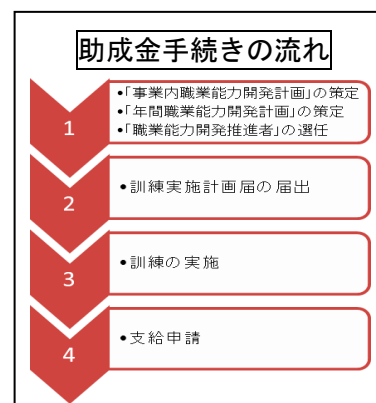 助成金手続きの流れ
1
•「事業内職業能力開発計画」の策定
•「年間職業能力開発計画」の策定
•「職業能力開発推進者」の選任
2
•訓練実施計画届の届出
3
•訓練の実施
4
•支給申請